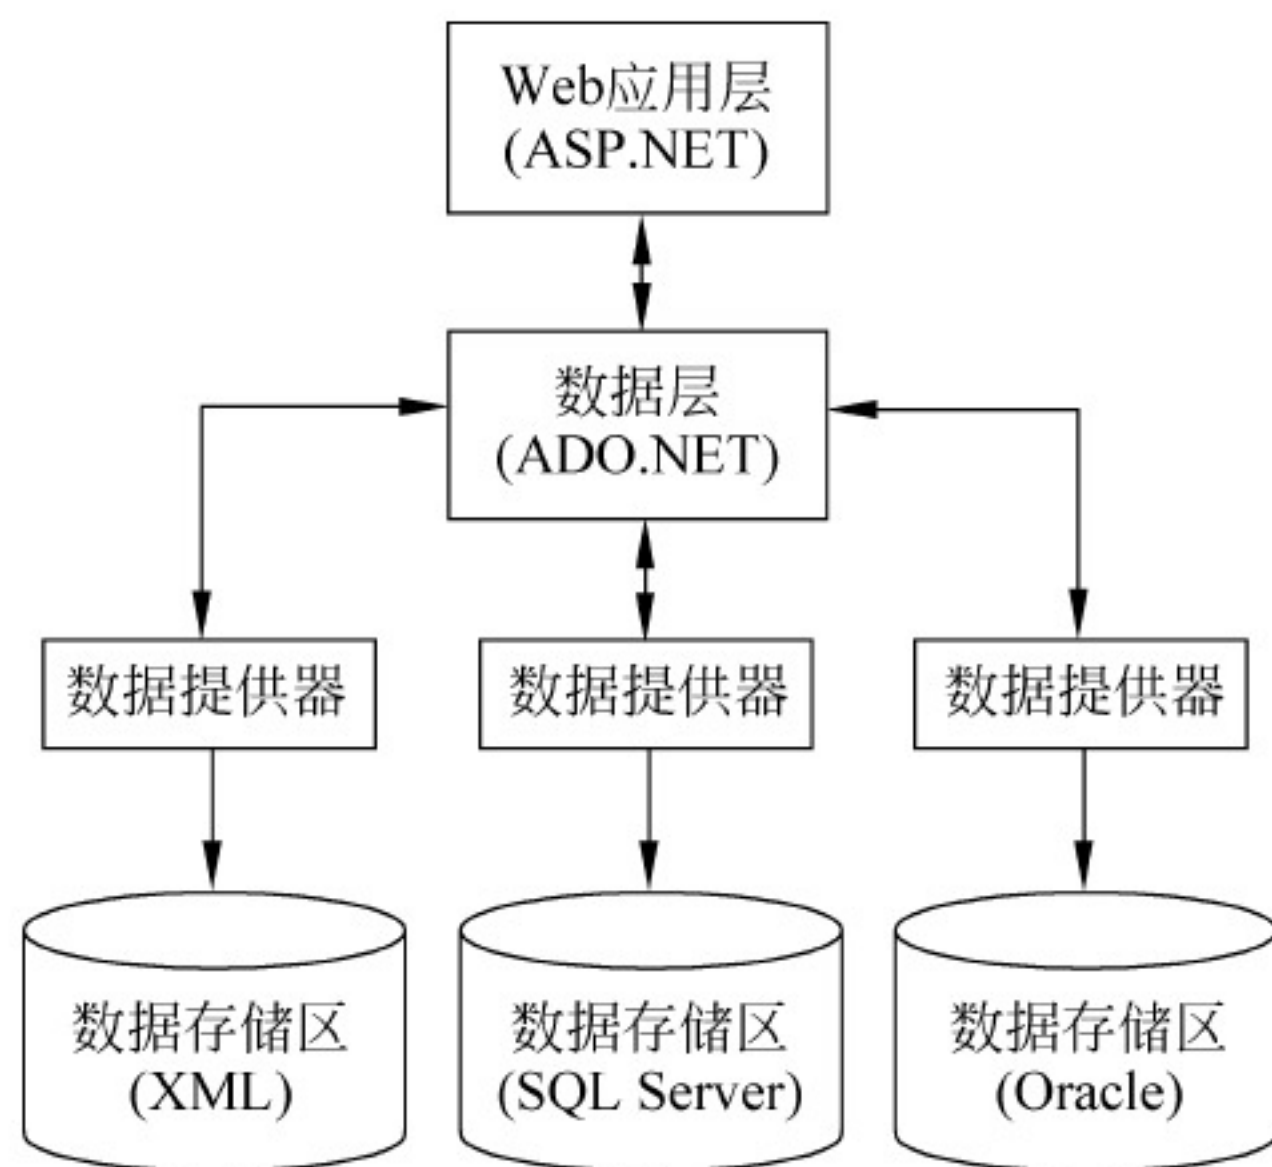 Web应用层
(ASP.NET)
数据层
(ADO.NET)
数据提供器
数据提供器
数据提供器
数据存储区
(XML)
数据存储区
(SQL Server)
数据存储区
(Oracle)